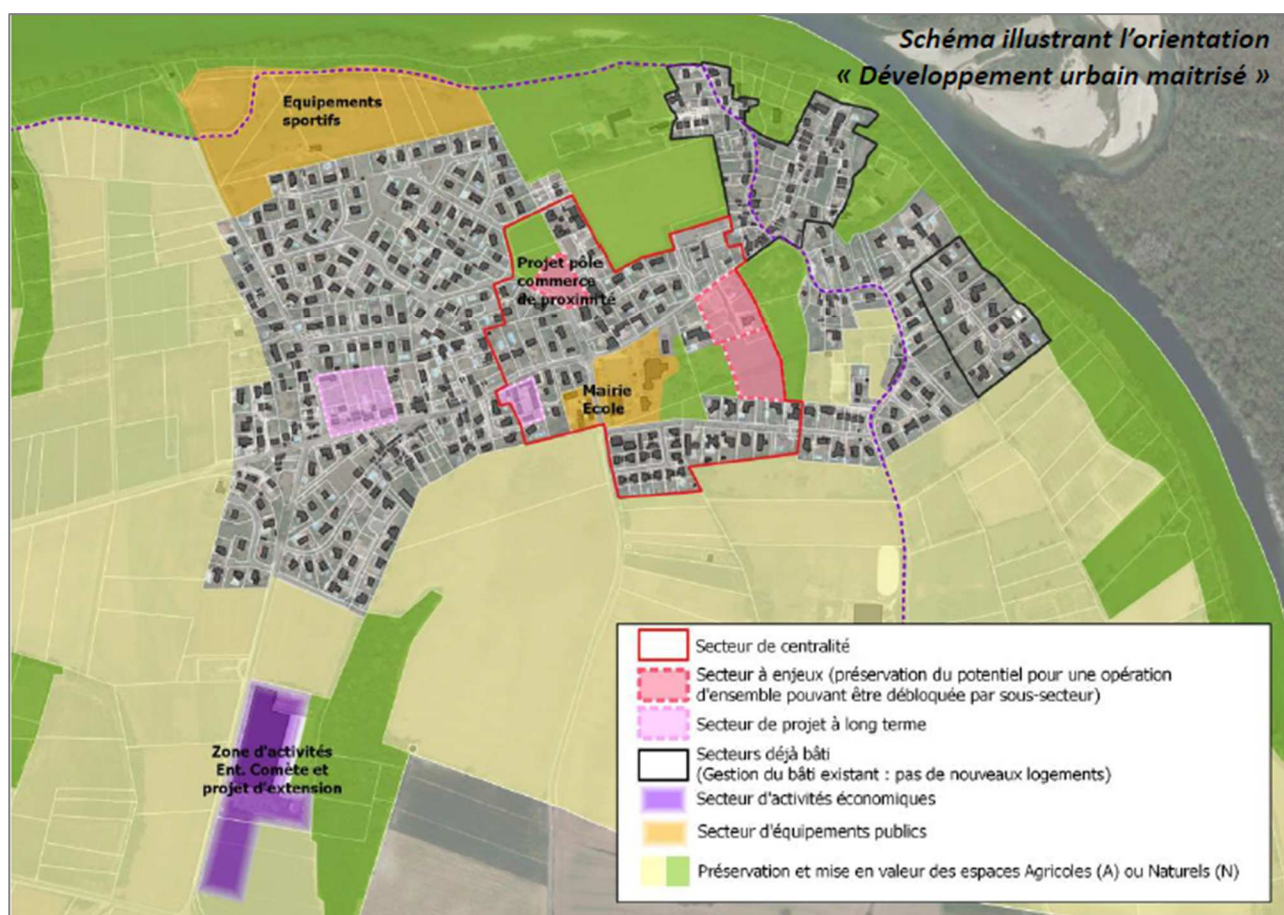 Schéma illustrant l'orientation
« Développement urbain maitrisé »
Equipements
sportifs
Projet pôle
commerce
de proximité
Mairie
Ecole
Zone d'activités
Ent. Comète et
projet d'extension
Secteur de centralité
Secteur à enjeux (préservation du potentiel pour une opération
d'ensemble pouvant être débloquée par sous-secteur)
Secteur de projet à long terme
Secteurs déjà bâti
(Gestion du bâti existant : pas de nouveaux logements)
Secteur d'activités économiques
Secteur d'équipements publics
Préservation et mise en valeur des espaces Agricoles (A) ou Naturels (N)